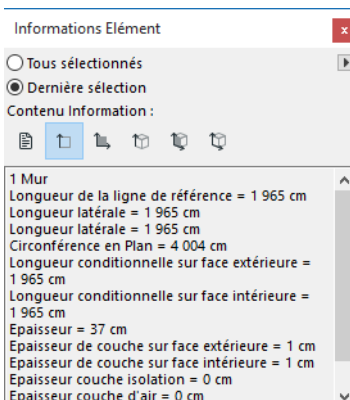 Informations Elément
x
Tous sélectionnés
Dernière sélection
Contenu Information :
1 Mur
Longueur de la ligne de référence = 1 965 cm
Longueur latérale = 1 965 cm
Longueur latérale = 1 965 cm
Circonférence en Plan = 4 004 cm
Longueur conditionnelle sur face extérieure =
1 965 cm
Longueur conditionnelle sur face intérieure =
1 965 cm
Epaisseur = 37 cm
Epaisseur de couche sur face extérieure = 1 cm
Epaisseur de couche sur face intérieure = 1 cm
Epaisseur couche isolation = 0 cm
Epaisseur couche d'air = 0 cm